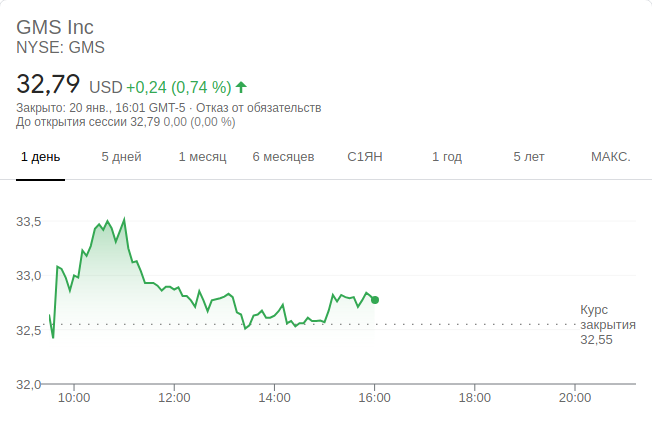 GMS Inc
NYSE: GMS
32,79 USD +0,24 (0,74 %)
Закрыто: 20 янв., 16:01 GMT-5 · Отказ от обязательств
До открытия сессии 32,79 0,00 (0,00 %)
1 день 5 дней 1 месяц 6 месяцев С1ЯН 1 год 5 лет МАКС.
33,5
33,0
32,5
32,0
Курс
закрытия
32,55
10:00 12:00 14:00 16:00 18:00 20:00